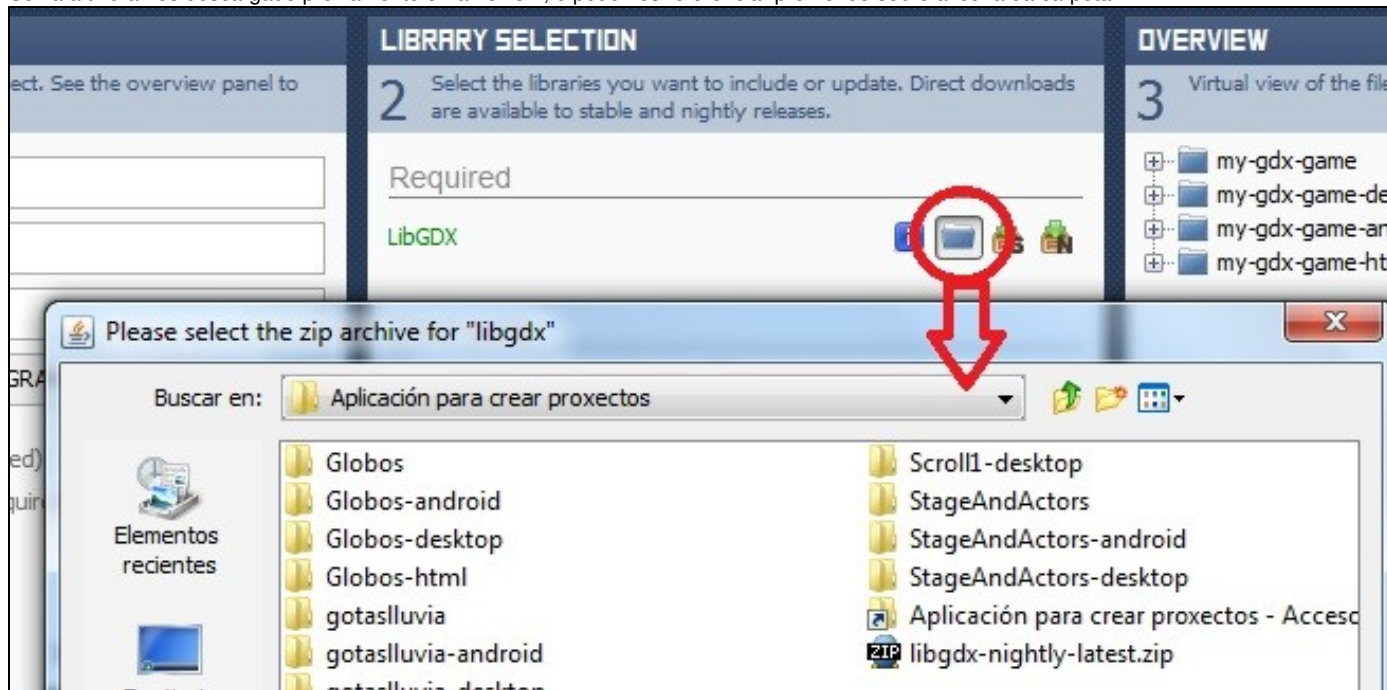 LIBRARY SELECTION
OVERVIEW
ect. See the overview panel to
2 Select the libraries you want to include or update. Direct downloads
are available to stable and nightly releases.
3 Virtual view of the file
Required
LibGDX
my-gdx-game
my-gdx-game-de
my-gdx-game-an
my-gdx-game-ht
Please select the zip archive for "libgdx"
Buscar en: Aplicación para crear proxectos
Elementos
recientes
Globos
Globos-android
Globos-desktop
Globos-html
gotaslluvia
gotaslluvia-android
gotaslluvia-desktop
Scroll1-desktop
StageAndActors
StageAndActors-android
StageAndActors-desktop
Aplicación para crear proxectos - Acceso
libgdx-nightly-latest.zip